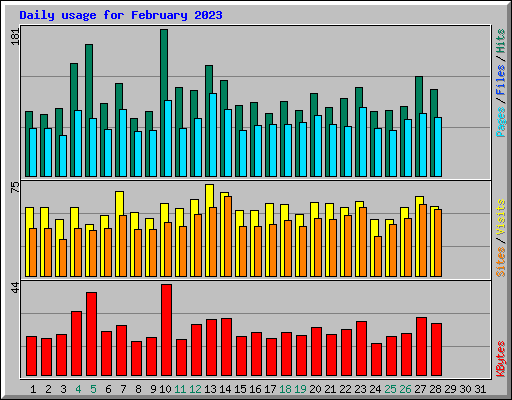 Daily usage for February 2023
181
Pages / Files / Hits
75
Sites / Visits
44
KBytes
1 2 3 4 5 6 7 8 9 10 11 12 13 14 15 16 17 18 19 20 21 22 23 24 25 26 27 28 29 30 31